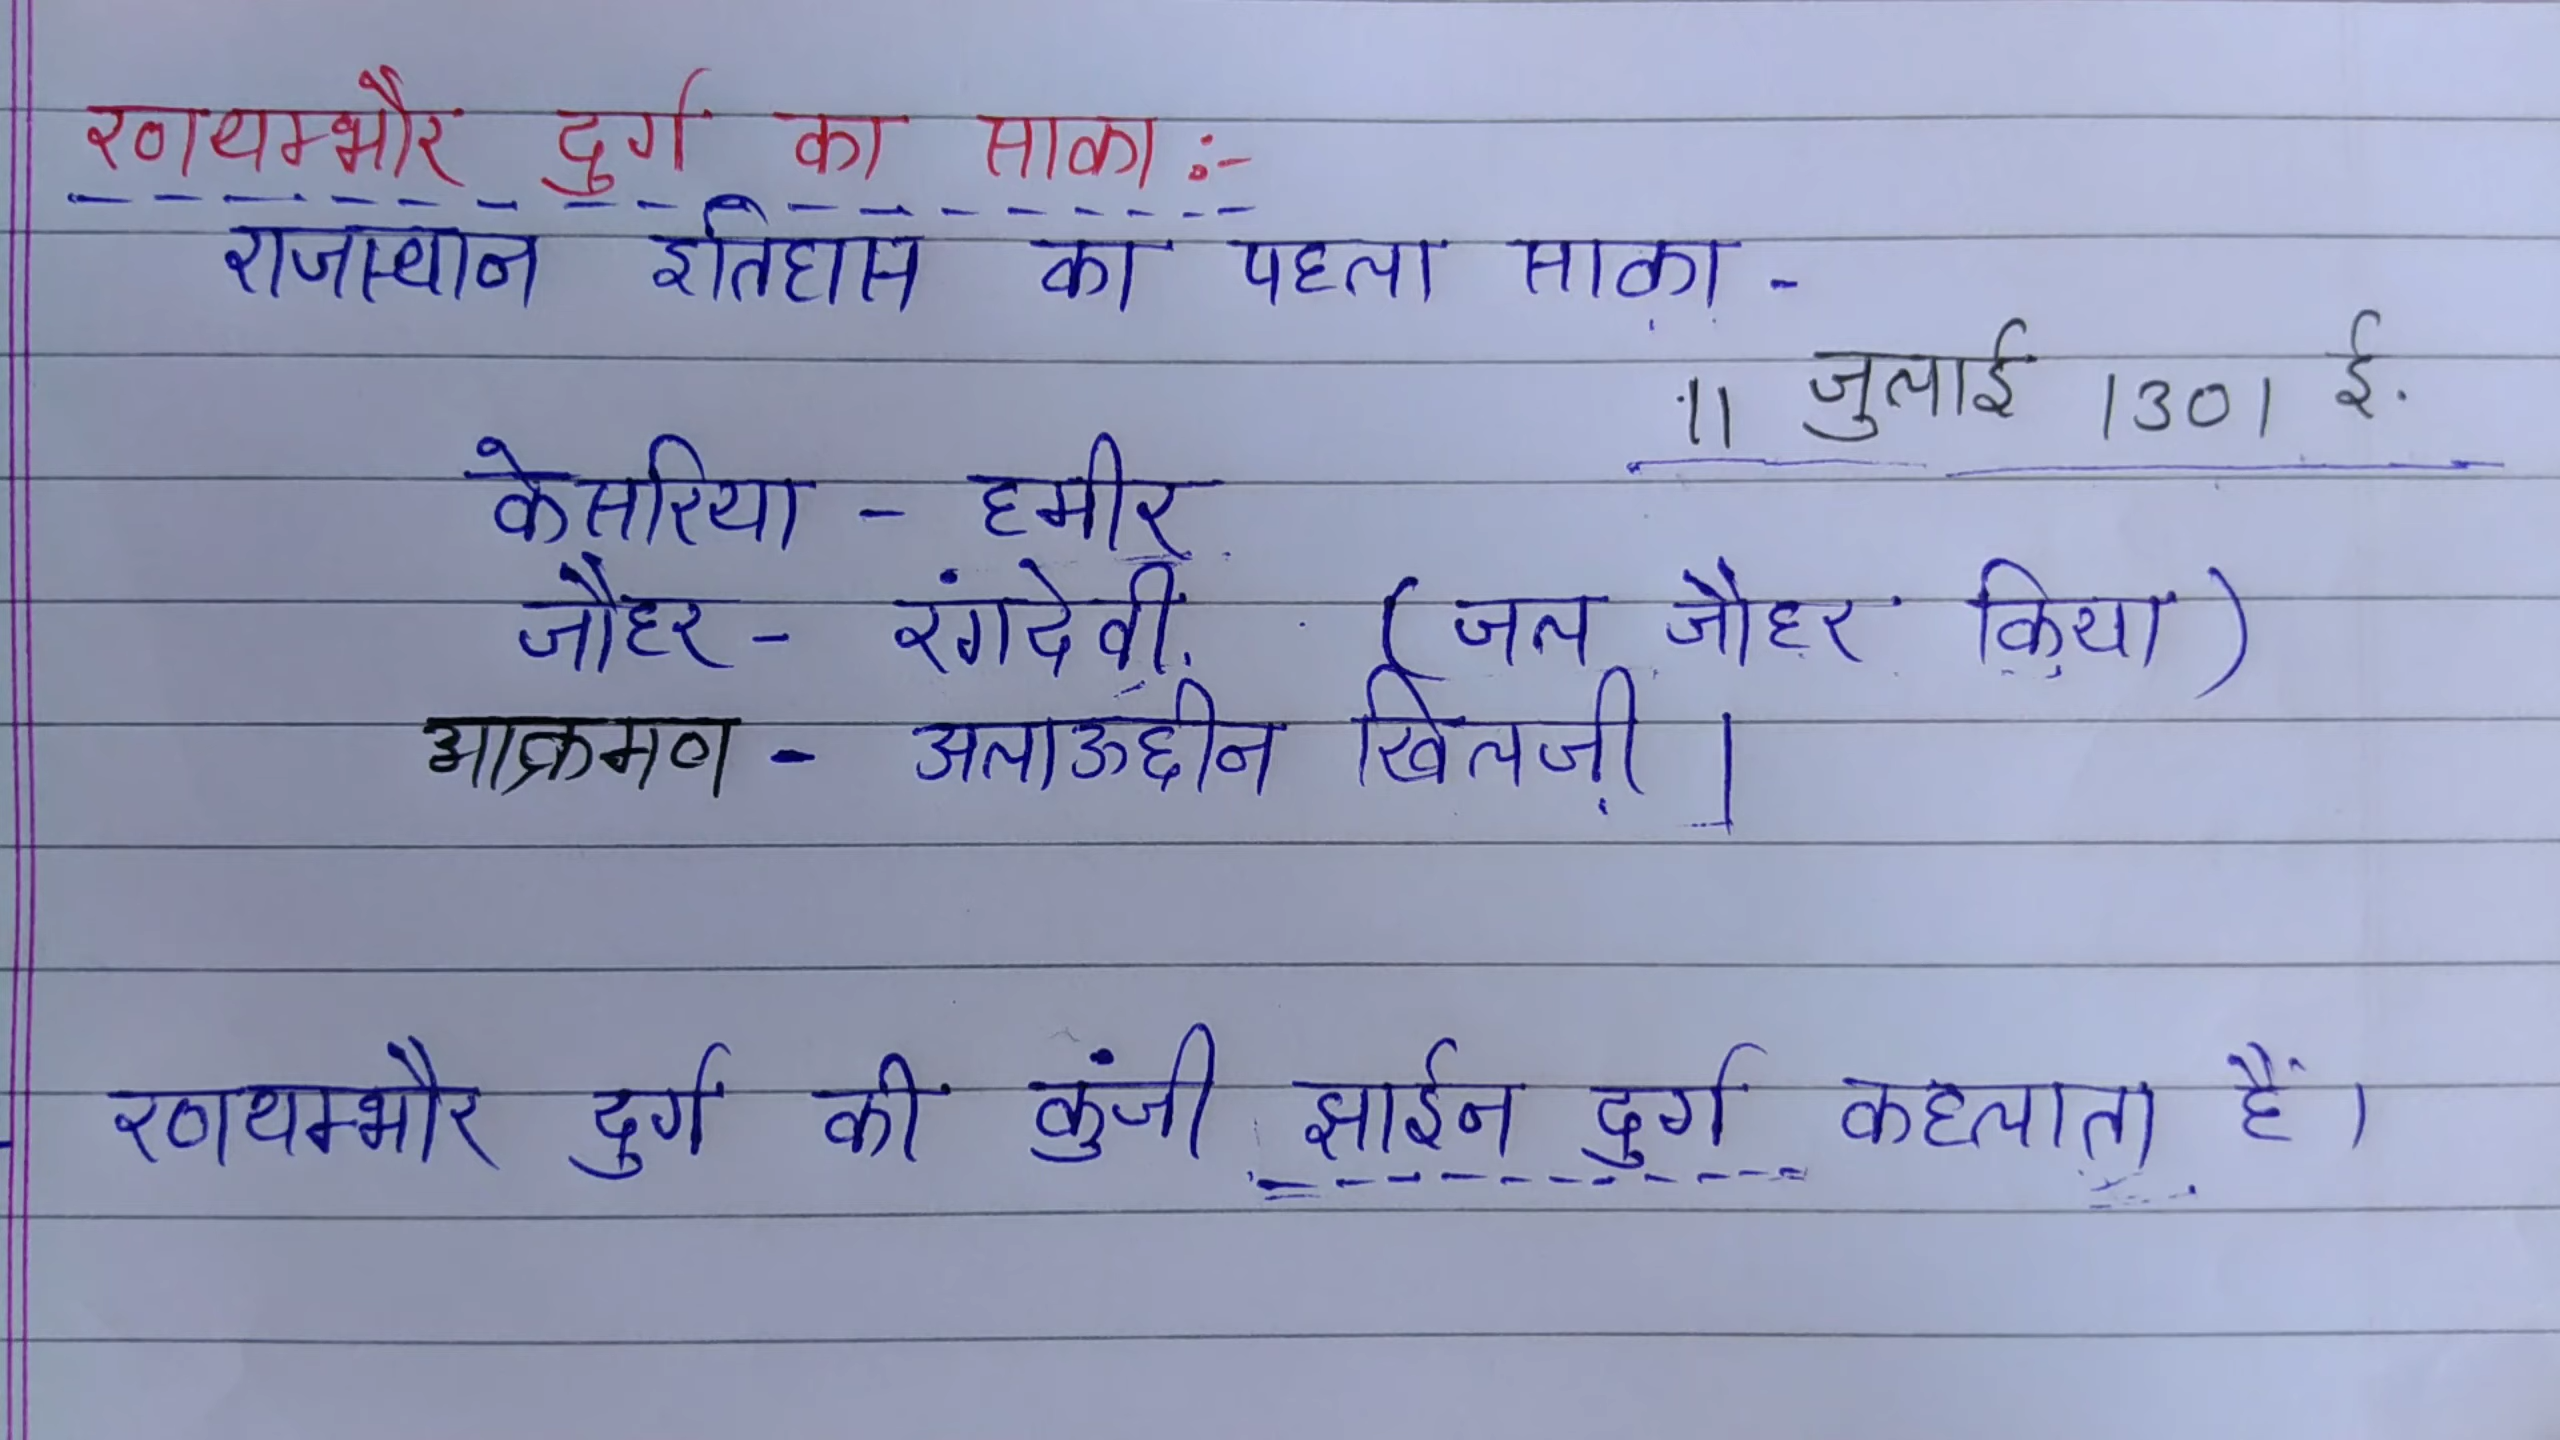 रणथम्भौर दुर्ग का साका :-
राजस्थान इतिहास का पहला साका -
11 जुलाई 1301 ई.
केसरिया - हमीर
जौहर - रंगदेवी. (जल जौहर किया)
आक्रमण - अलाऊद्दीन खिलजी |
रणथम्भौर दुर्ग की कुंजी झाईन दुर्ग कहलाता हैं।